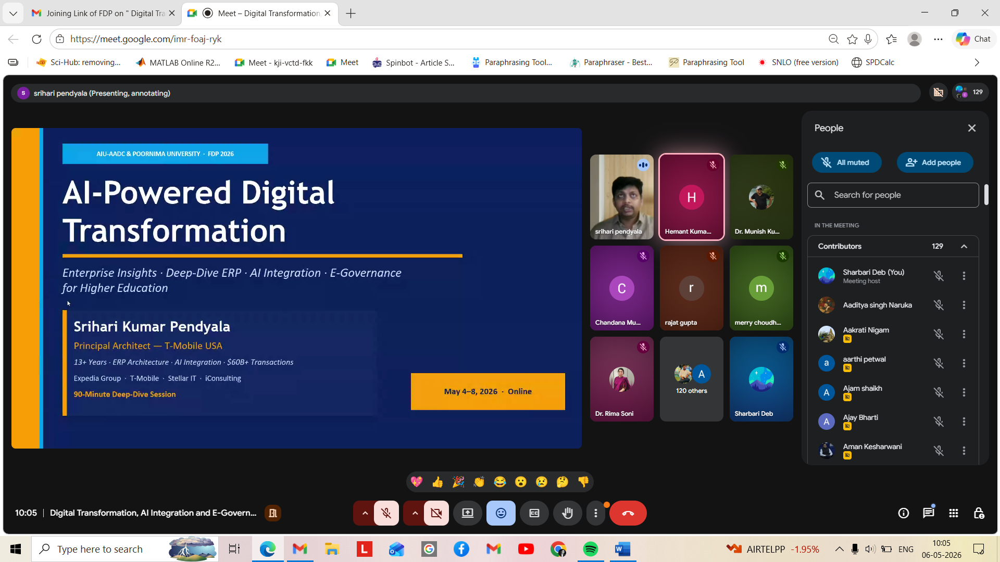 Joining Link of FDP on " Digital Tra
Meet – Digital Transformation,
https://meet.google.com/imr-foaj-ryk
Chat
Sci-Hub: removing...
MATLAB Online R2...
Meet - kji-vctd-fkk
Meet
Spinbot - Article S...
Paraphrasing Tool...
Paraphraser - Best...
Paraphrasing Tool
SNLO (free version)
SPDCalc
S
srihari pendyala (Presenting, annotating)
129
AIU-AADC & POORNIMA UNIVERSITY · FDP 2026
AI-Powered Digital
Transformation
Enterprise Insights · Deep-Dive ERP · AI Integration · E-Governance
for Higher Education
Srihari Kumar Pendyala
Principal Architect — T-Mobile USA
13+ Years · ERP Architecture · AI Integration · $60B+ Transactions
Expedia Group · T-Mobile · Stellar IT · iConsulting
90-Minute Deep-Dive Session
May 4–8, 2026 · Online
srihari pendyala
H
Hemant Kuma...
Dr. Munish Ku...
C
Chandana Mu...
r
rajat gupta
m
merry choudh...
Dr. Rima Soni
A
120 others
Sharbari Deb
People
All muted
Add people
Search for people
IN THE MEETING
Contributors
129
Sharbari Deb (You)
Meeting host
Aaditya singh Naruka
Aakrati Nigam
a
aarthi petwal
A
Ajam shaikh
A
Ajay Bharti
Aman Kesharwani
10:05
Digital Transformation, AI Integration and E-Govern...
Type here to search
AIRTELPP -1.95%
ENG
10:05
06-05-2026